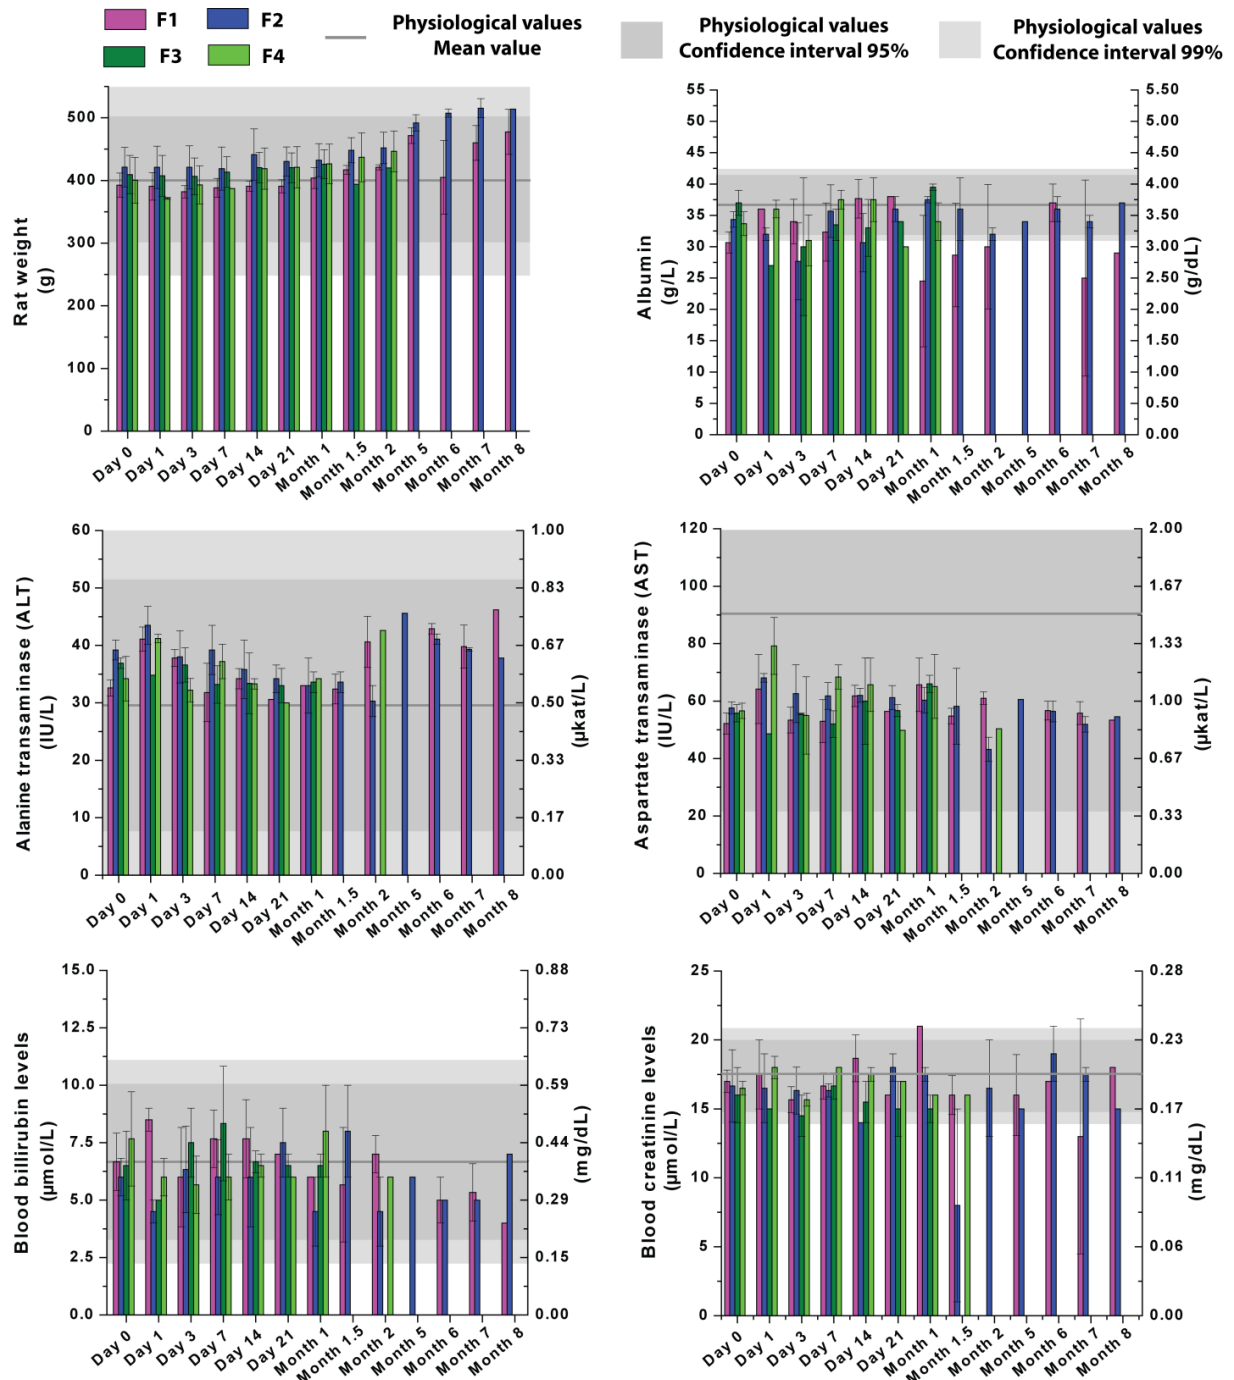 F1
F2
F3
F4
Physiological values
Mean value
Physiological values
Confidence interval 95%
Physiological values
Confidence interval 99%
Rat weight
(g)
500
400
300
200
100
0
Day 0
Day 1
Day 3
Day 7
Day 14
Day 21
Month 1
Month 1.5
Month 2
Month 5
Month 6
Month 7
Month 8
Albumin
(g/L)
55
50
45
40
35
30
25
20
15
10
5
0
5.50
5.00
4.50
4.00
3.50
3.00
2.50
2.00
1.50
1.00
0.50
0.00
(g/dL)
Day 0
Day 1
Day 3
Day 7
Day 14
Day 21
Month 1
Month 1.5
Month 2
Month 5
Month 6
Month 7
Month 8
Alanine transaminase (ALT)
(IU/L)
60
50
40
30
20
10
0
1.00
0.83
0.67
0.50
0.33
0.17
0.00
(µkat/L)
Day 0
Day 1
Day 3
Day 7
Day 14
Day 21
Month 1
Month 1.5
Month 2
Month 5
Month 6
Month 7
Month 8
Aspartate transaminase (AST)
(IU/L)
120
100
80
60
40
20
0
2.00
1.67
1.33
1.00
0.67
0.33
0.00
(µkat/L)
Day 0
Day 1
Day 3
Day 7
Day 14
Day 21
Month 1
Month 1.5
Month 2
Month 5
Month 6
Month 7
Month 8
Blood billirubin levels
(µmol/L)
15.0
12.5
10.0
7.5
5.0
2.5
0.0
0.88
0.73
0.59
0.44
0.29
0.15
0.00
(mg/dL)
Day 0
Day 1
Day 3
Day 7
Day 14
Day 21
Month 1
Month 1.5
Month 2
Month 5
Month 6
Month 7
Month 8
Blood creatinine levels
(µmol/L)
25
20
15
10
5
0
0.28
0.23
0.17
0.11
0.06
0.00
(mg/dL)
Day 0
Day 1
Day 3
Day 7
Day 14
Day 21
Month 1
Month 1.5
Month 2
Month 5
Month 6
Month 7
Month 8